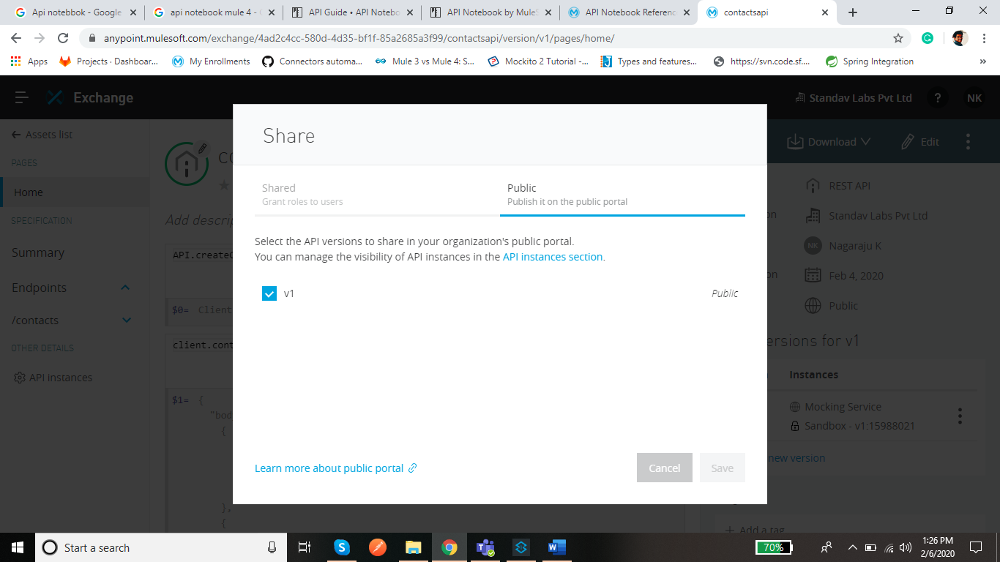 Api notebbok - Google
api notebbok mule 4 -
API Guide • API Notebo
API Notebook by MuleS
API Notebook Referenc
contactsapi
anypoint.mulesoft.com/exchange/4ad2c4cc-580d-4d35-bf1f-85a2685a3f99/contactsapi/version/v1/pages/home/
Apps
Projects · Dashboar...
My Enrollments
Connectors automa...
Mule 3 vs Mule 4: S...
Mockito 2 Tutorial -...
Types and features...
https://svn.code.sf....
Spring Integration
»
Exchange
Standav Labs Pvt Ltd
?
NK
Assets list
PAGES
Home
SPECIFICATION
Summary
Endpoints
/contacts
OTHER DETAILS
API instances
Add descrip
API.createC
$0= Client
client.cont
$1= {
"bod
{
},
{
Share
Shared
Grant roles to users
Public
Publish it on the public portal
Select the API versions to share in your organization's public portal.
You can manage the visibility of API instances in the API instances section.
v1
Public
Learn more about public portal
Cancel
Save
Download
Edit
REST API
on
Standav Labs Pvt Ltd
NK
Nagaraju K
on
Feb 4, 2020
Public
ersions for v1
Instances
Mocking Service
Sandbox - v1:15988021
new version
+ Add a tag
Start a search
70%
1:26 PM
2/6/2020